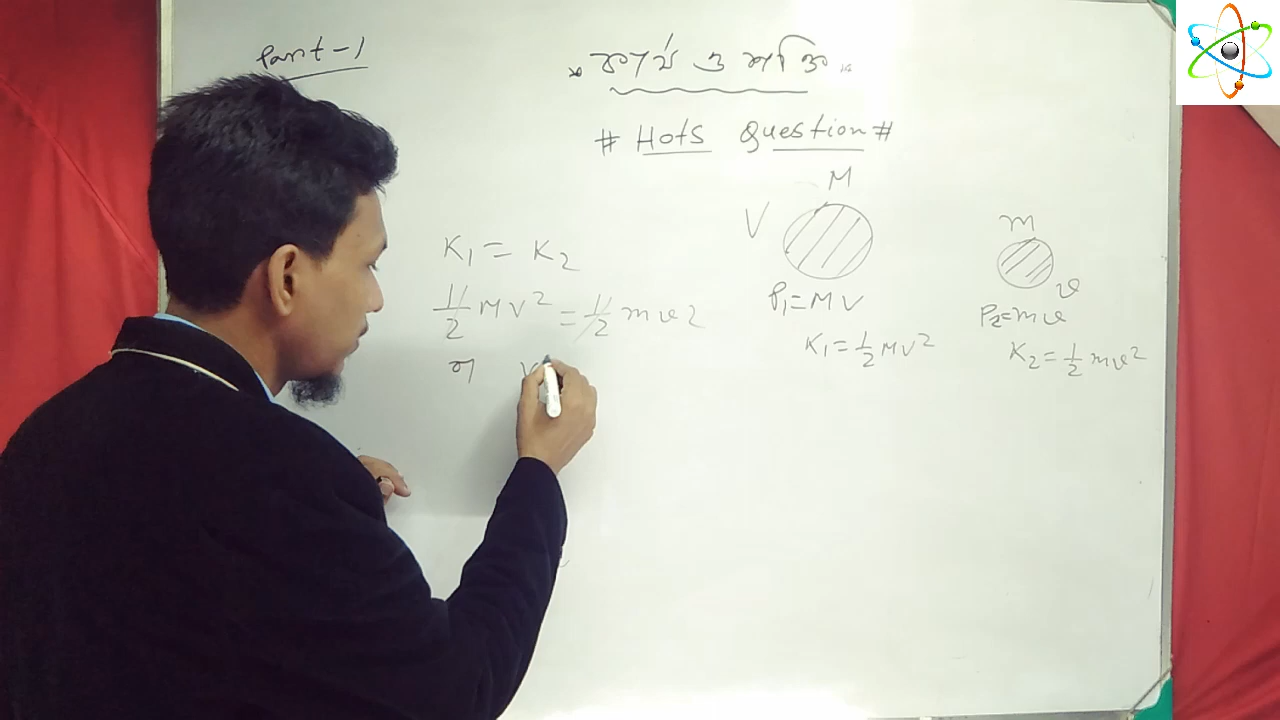 Part-1
কার্য ও শক্তি
# Hots Question #
K₁ = K₂
1/2 MV² = 1/2 mv2
বা V
M
V
P₁=MV
K₁=1/2 MV²
m
v
P₂=mv
K₂=1/2 mv²